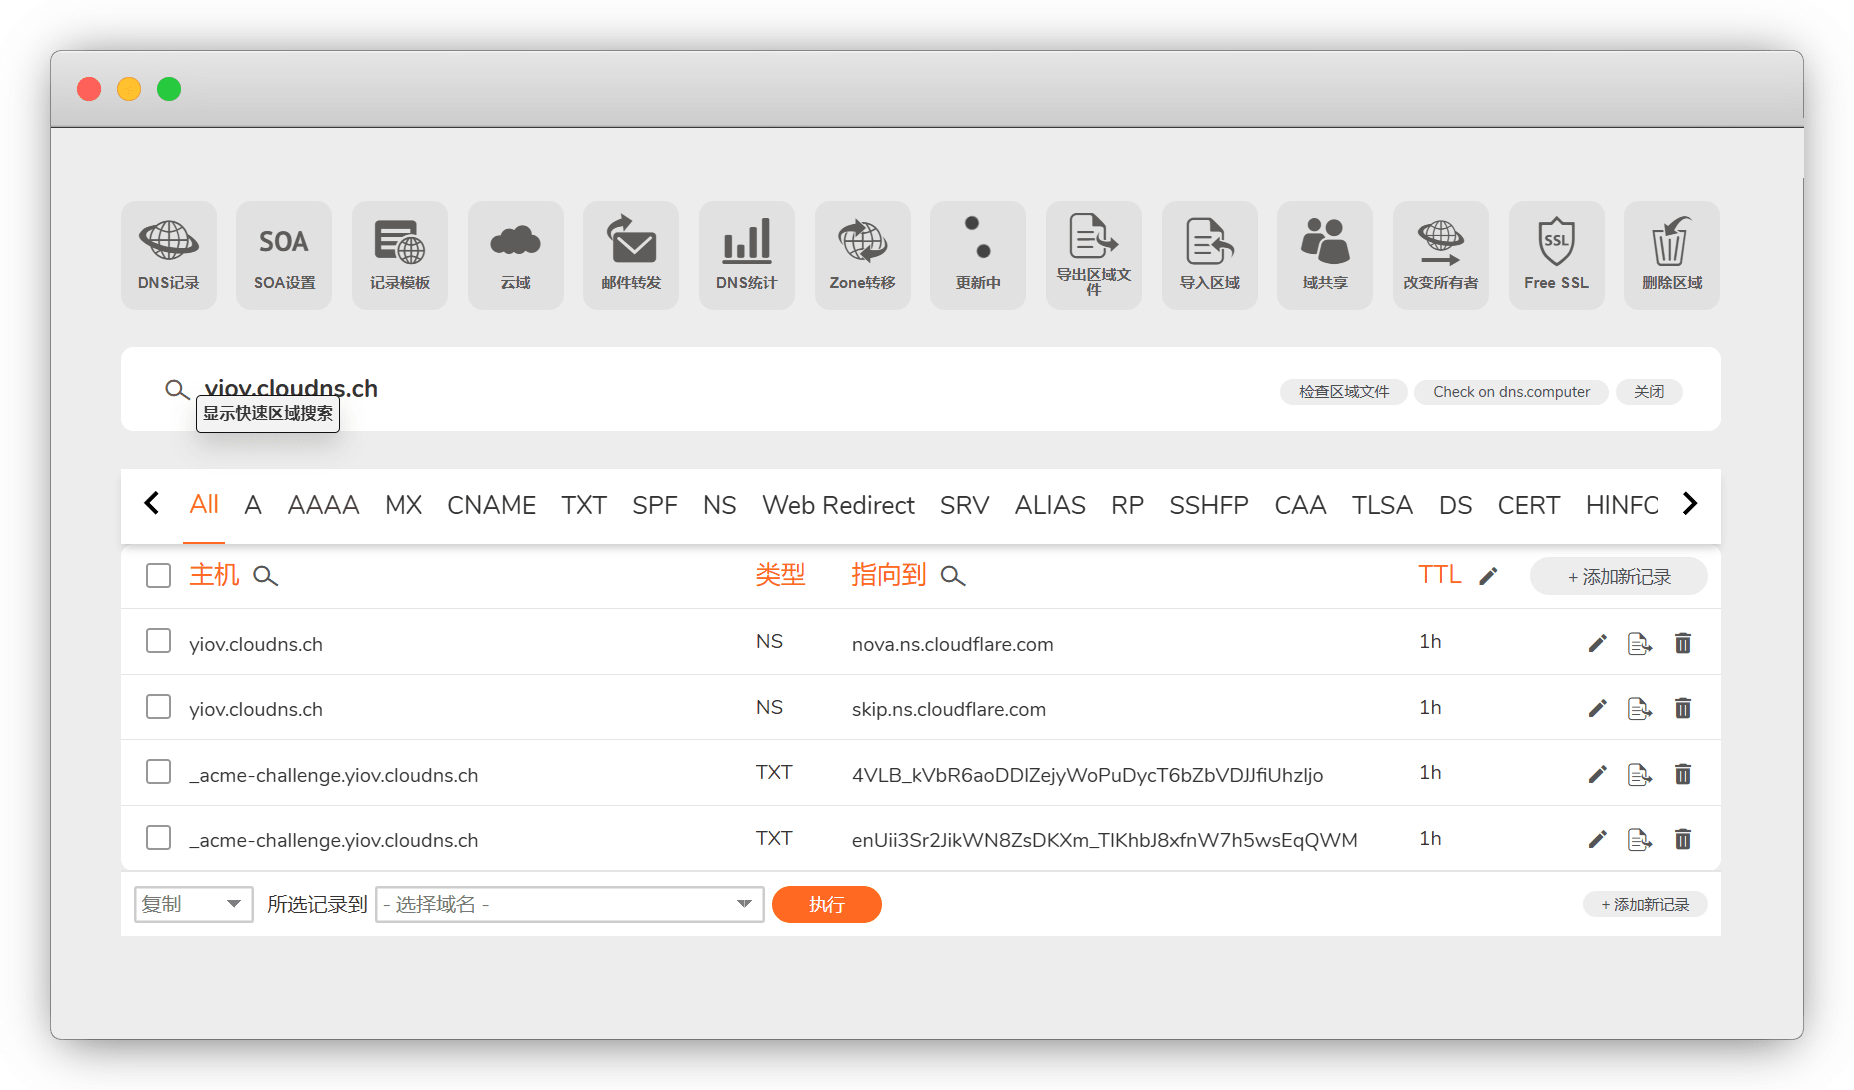 DNS记录
SOA
SOA设置
记录模板
云域
邮件转发
DNS统计
Zone转移
更新中
导出区域文
件
导入区域
域共享
改变所有者
SSL
Free SSL
删除区域
yiov.cloudns.ch
显示快速区域搜索
检查区域文件
Check on dns.computer
关闭
All A AAAA MX CNAME TXT SPF NS Web Redirect SRV ALIAS RP SSHFP CAA TLSA DS CERT HINFO
主机 类型 指向到 TTL + 添加新记录
yiov.cloudns.ch NS nova.ns.cloudflare.com 1h
yiov.cloudns.ch NS skip.ns.cloudflare.com 1h
_acme-challenge.yiov.cloudns.ch TXT 4VLB_kVbR6aoDDlZejyWoPuDycT6bZbVDJJfiUhzljo 1h
_acme-challenge.yiov.cloudns.ch TXT enUii3Sr2JikWN8ZsDKXm_TlKhbJ8xfnW7h5wsEqQWM 1h
复制 所选记录到 - 选择域名 - 执行 + 添加新记录